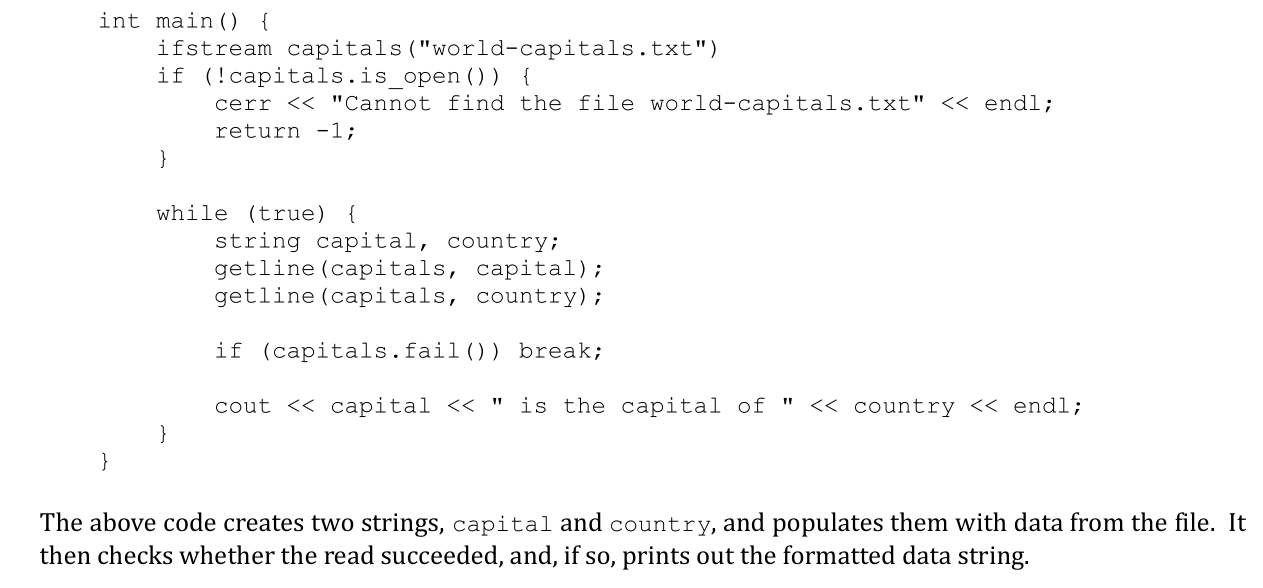 int main() {
    ifstream capitals("world-capitals.txt")
    if (!capitals.is_open()) {
        cerr << "Cannot find the file world-capitals.txt" << endl;
        return -1;
    }

    while (true) {
        string capital, country;
        getline(capitals, capital);
        getline(capitals, country);

        if (capitals.fail()) break;

        cout << capital << " is the capital of " << country << endl;
    }
}

The above code creates two strings, capital and country, and populates them with data from the file.  It
then checks whether the read succeeded, and, if so, prints out the formatted data string.